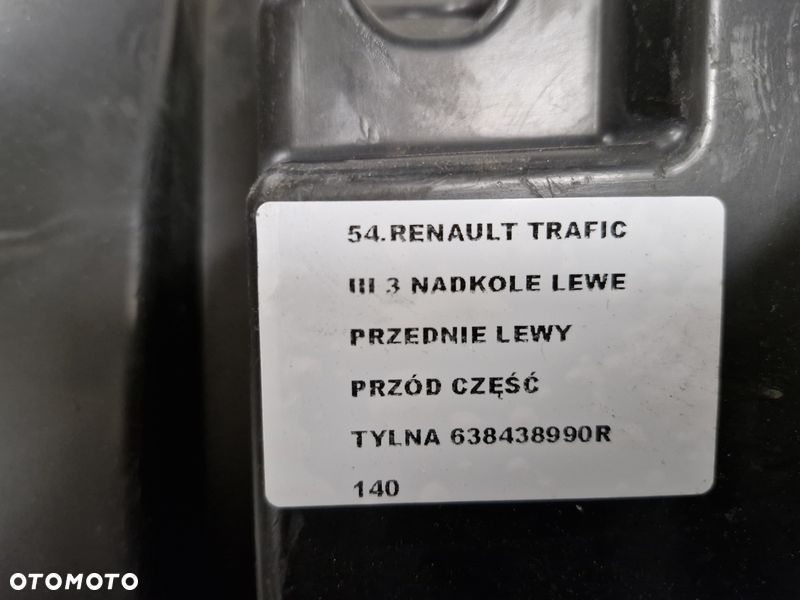 54.RENAULT TRAFIC
III 3 NADKOLE LEWE
PRZEDNIE LEWY
PRZÓD CZĘŚĆ
TYLNA 638438990R
140
OTOMOTO